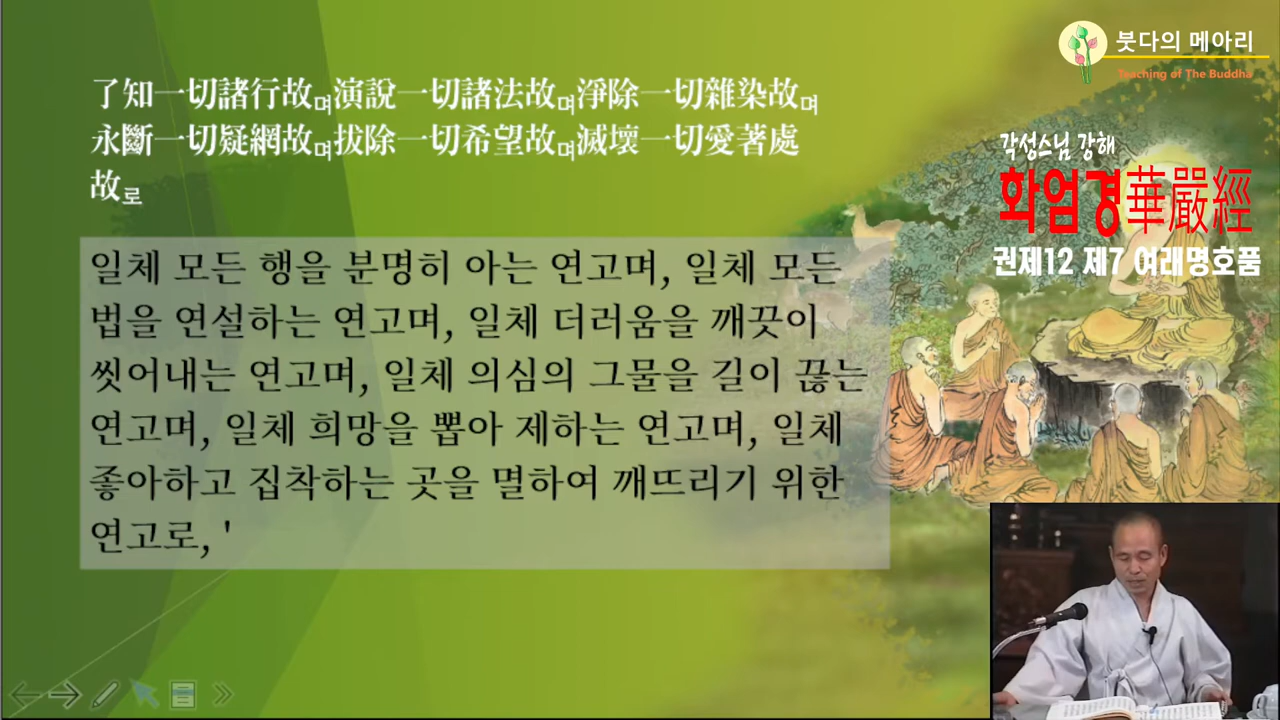 了知一切諸行故며演說一切諸法故며淨除一切雜染故며
永斷一切疑網故며拔除一切希望故며滅壞一切愛著處
故로
일체 모든 행을 분명히 아는 연고며, 일체 모든
법을 연설하는 연고며, 일체 더러움을 깨끗이
씻어내는 연고며, 일체 의심의 그물을 길이 끊는
연고며, 일체 희망을 뽑아 제하는 연고며, 일체
좋아하고 집착하는 곳을 멸하여 깨뜨리기 위한
연고로, '
붓다의 메아리
Teaching of The Buddha
각성스님 강해
화엄경華嚴經
권제12 제7 여래명호품